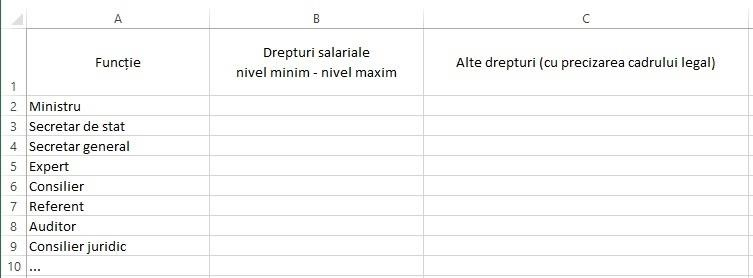 A B C
1 Funcție Drepturi salariale
nivel minim - nivel maxim Alte drepturi (cu precizarea cadrului legal)
2 Ministru
3 Secretar de stat
4 Secretar general
5 Expert
6 Consilier
7 Referent
8 Auditor
9 Consilier juridic
10 ...